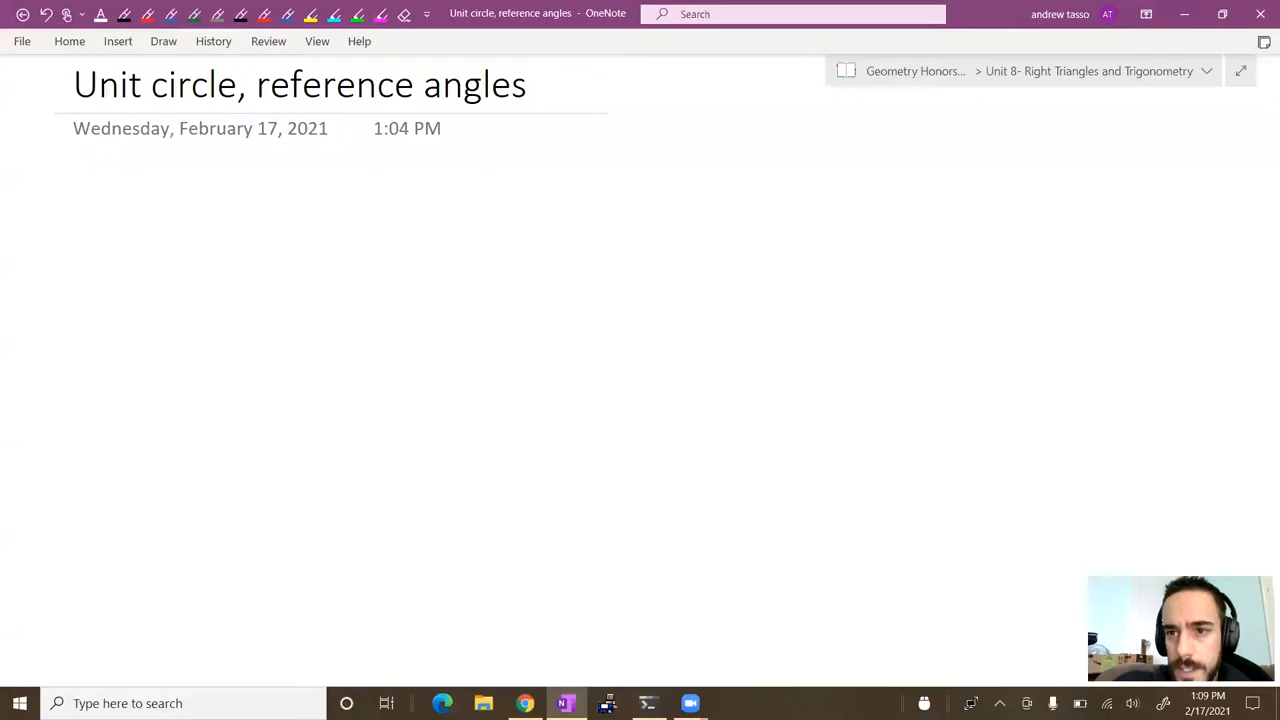 Unit circle, reference angles - OneNote
Search
andrew tasso
AT
File Home Insert Draw History Review View Help
Unit circle, reference angles
Geometry Honors... > Unit 8- Right Triangles and Trigonometry
Wednesday, February 17, 2021 1:04 PM
Type here to search
1:09 PM
2/17/2021